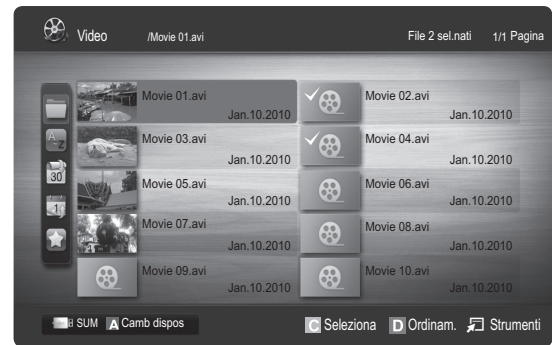 Video /Movie 01.avi File 2 sel.nati 1/1 Pagina
Movie 01.avi Movie 02.avi
Jan.10.2010 Jan.10.2010
Movie 03.avi Movie 04.avi
Jan.10.2010 Jan.10.2010
Movie 05.avi Movie 06.avi
Jan.10.2010 Jan.10.2010
Movie 07.avi Movie 08.avi
Jan.10.2010 Jan.10.2010
Movie 09.avi Movie 10.avi
Jan.10.2010 Jan.10.2010
A-Z
30
1
SUM A Camb dispos C Seleziona D Ordinam. Strumenti